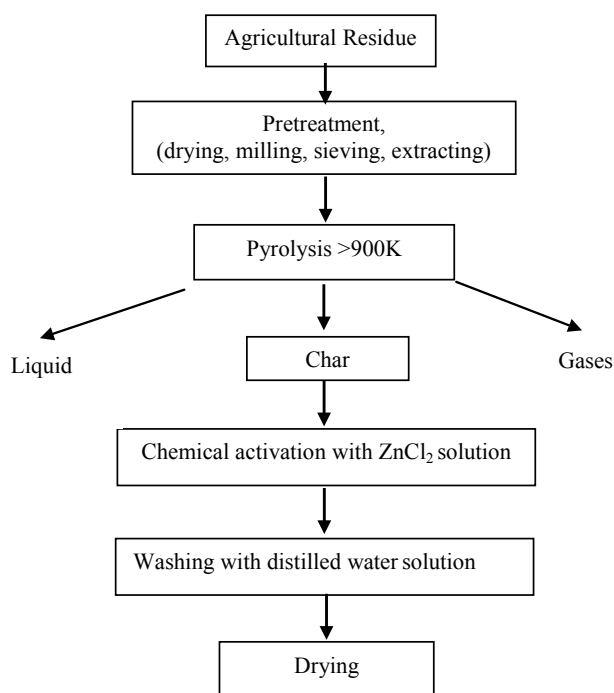 Agricultural Residue
Pretreatment,
(drying, milling, sieving, extracting)
Pyrolysis >900K
Liquid
Char
Gases
Chemical activation with ZnCl₂ solution
Washing with distilled water solution
Drying